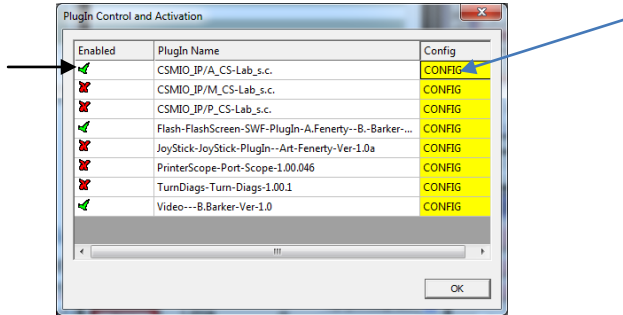 PlugIn Control and Activation
Enabled PlugIn Name Config
CSMIO_IP/A_CS-Lab_s.c. CONFIG
CSMIO_IP/M_CS-Lab_s.c. CONFIG
CSMIO_IP/P_CS-Lab_s.c. CONFIG
Flash-FlashScreen-SWF-PlugIn-A.Fenerty--B.-Barker-... CONFIG
JoyStick-JoyStick-PlugIn--Art-Fenerty-Ver-1.0a CONFIG
PrinterScope-Port-Scope-1.00.046 CONFIG
TurnDiags-Turn-Diags-1.00.1 CONFIG
Video---B.Barker-Ver-1.0 CONFIG
OK